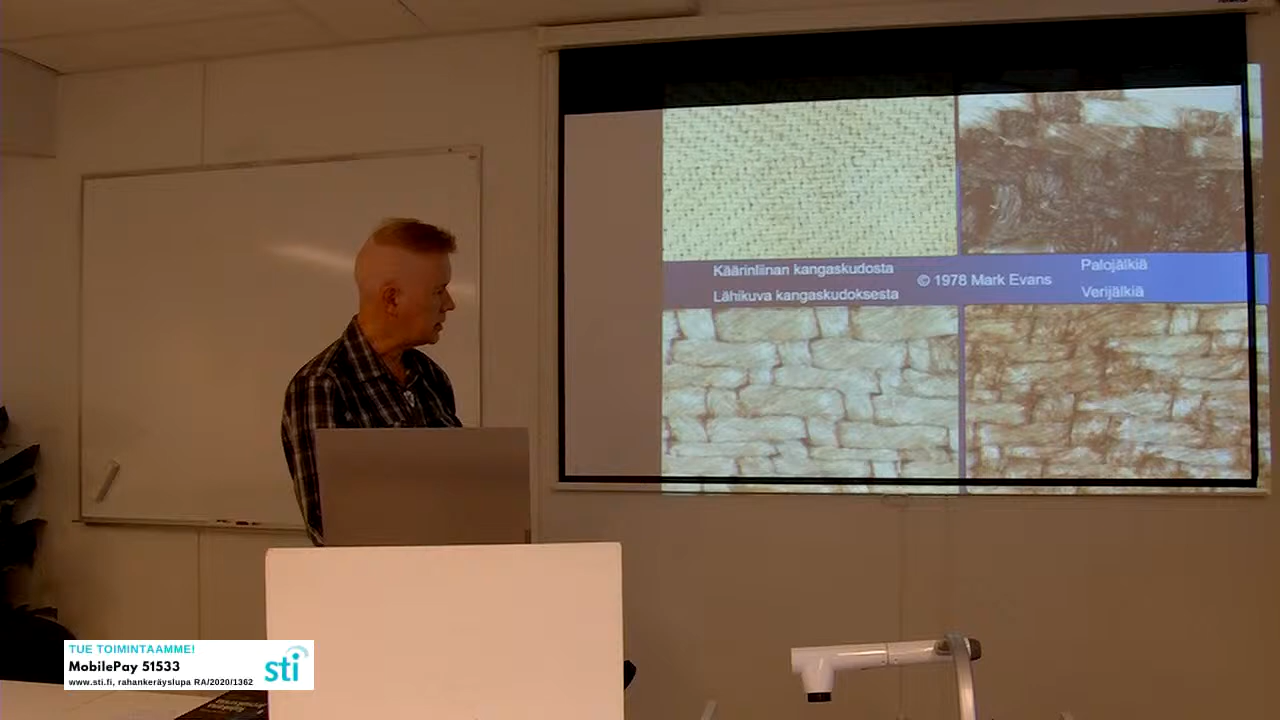 Käärinliinan kangaskudosta
Lähikuva kangaskudoksesta
© 1978 Mark Evans
Palojälkiä
Verijälkiä
TUE TOIMINTAAMME!
MobilePay 51533
www.sti.fi, rahankeräyslupa RA/2020/1362
sti